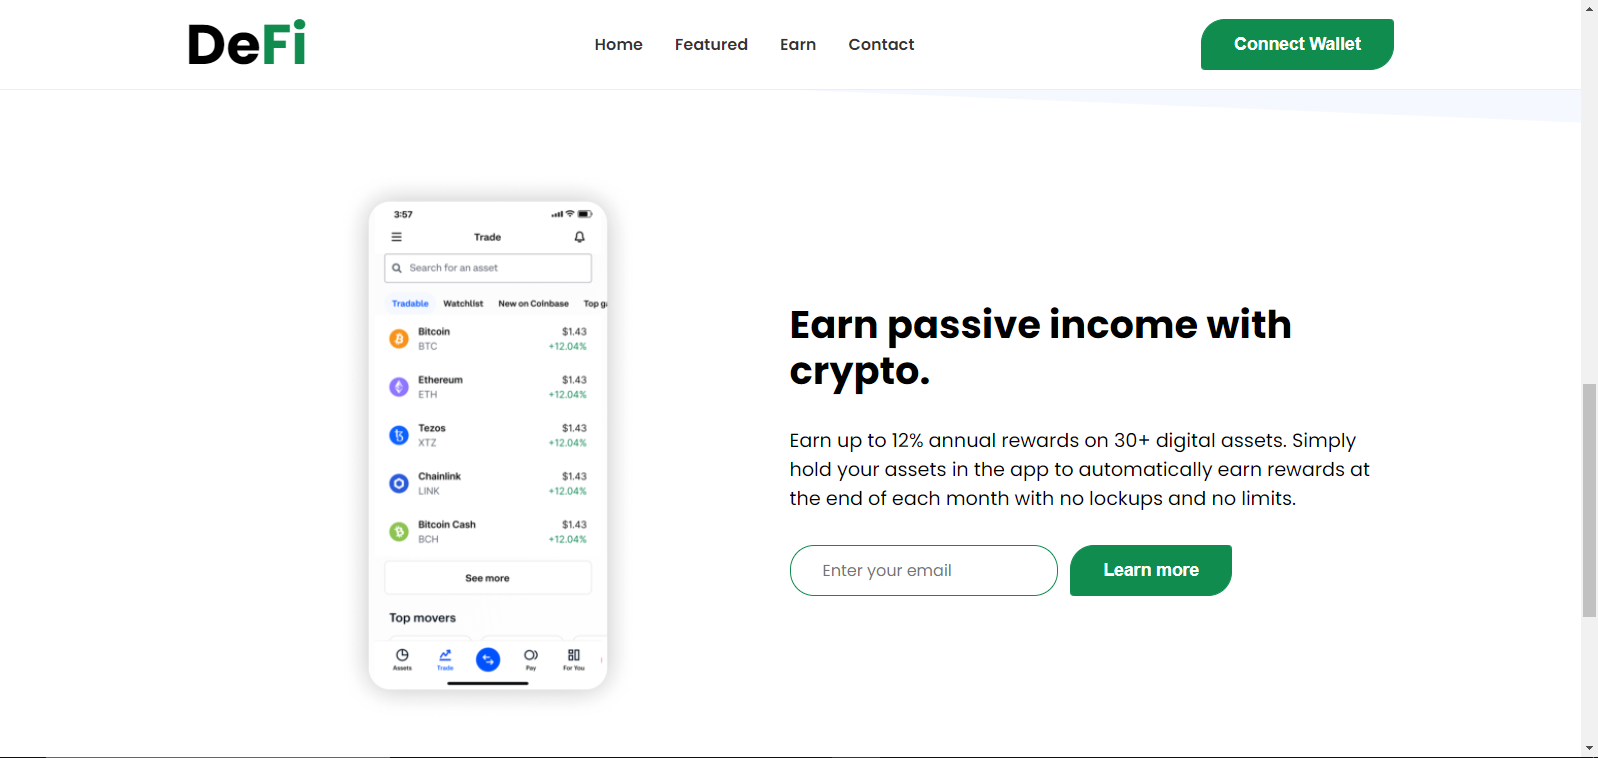 DeFi
Home Featured Earn Contact
Connect Wallet
3:57
Trade
Search for an asset
Tradable Watchlist New on Coinbase Top ga
Bitcoin $1.43
BTC +12.04%
Ethereum $1.43
ETH +12.04%
Tezos $1.43
XTZ +12.04%
Chainlink $1.43
LINK +12.04%
Bitcoin Cash $1.43
BCH +12.04%
See more
Top movers
Assets Trade Pay For You
Earn passive income with
crypto.
Earn up to 12% annual rewards on 30+ digital assets. Simply
hold your assets in the app to automatically earn rewards at
the end of each month with no lockups and no limits.
Enter your email
Learn more